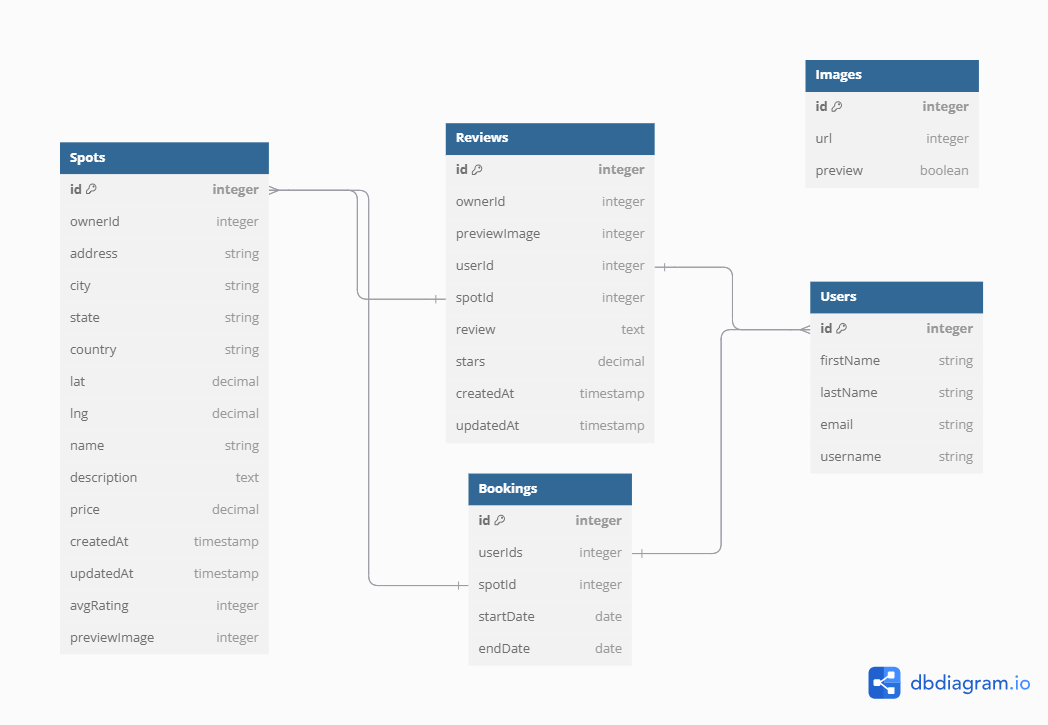 Spots
id integer
ownerId integer
address string
city string
state string
country string
lat decimal
lng decimal
name string
description text
price decimal
createdAt timestamp
updatedAt timestamp
avgRating integer
previewImage integer
Reviews
id integer
ownerId integer
previewImage integer
userId integer
spotId integer
review text
stars decimal
createdAt timestamp
updatedAt timestamp
Bookings
id integer
userIds integer
spotId integer
startDate date
endDate date
Images
id integer
url integer
preview boolean
Users
id integer
firstName string
lastName string
email string
username string
dbdiagram.io